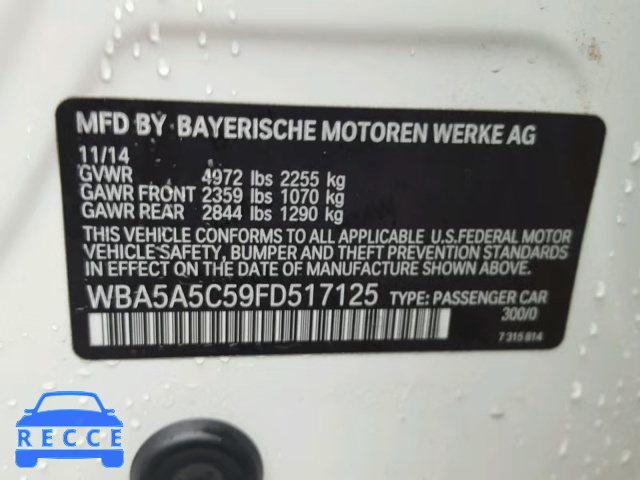 MFD BY BAYERISCHE MOTOREN WERKE AG
11/14
GVWR 4972 lbs 2255 kg
GAWR FRONT 2359 lbs 1070 kg
GAWR REAR 2844 lbs 1290 kg
THIS VEHICLE CONFORMS TO ALL APPLICABLE U.S.FEDERAL MOTOR
VEHICLE SAFETY, BUMPER AND THEFT PREVENTION STANDARDS
IN EFFECT ON THE DATE OF MANUFACTURE SHOWN ABOVE.
WBA5A5C59FD517125 TYPE: PASSENGER CAR
300/0
7 315 814
RECCE